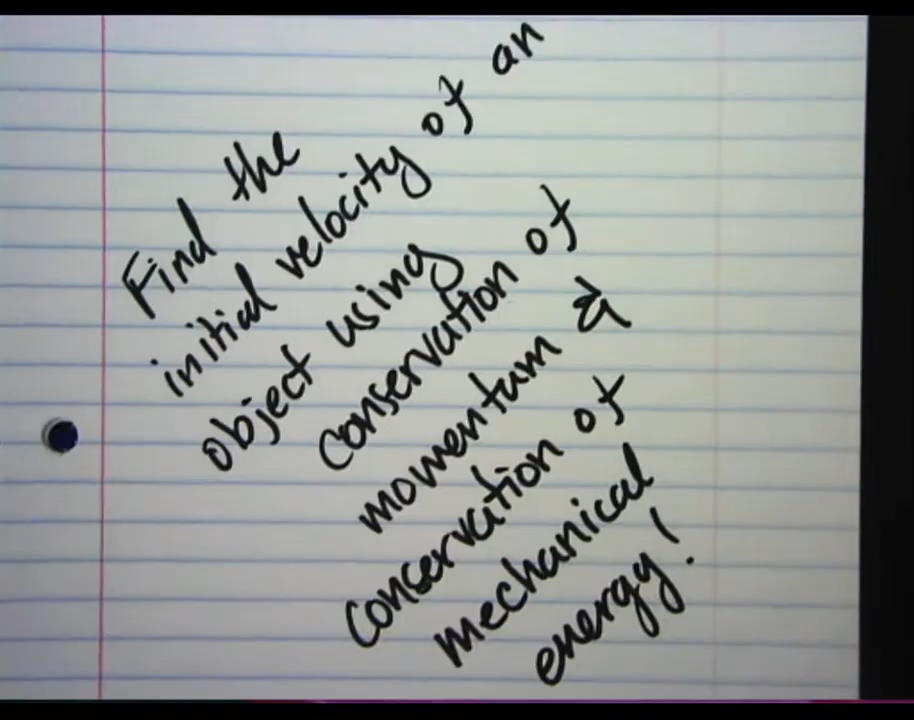 Find the
initial velocity of an
object using
conservation of
momentum &
conservation of
mechanical
energy!